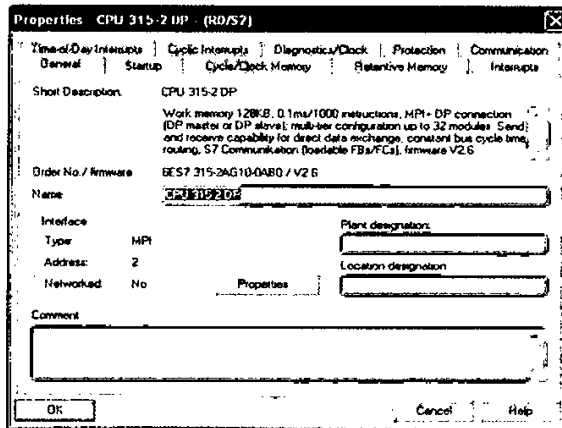 Properties - CPU 315-2 DP - (R0/S2)
Time-of-Day Interrupts Cyclic Interrupts Diagnostics/Clock Protection Communication
General Startup Cycle/Clock Memory Retentive Memory Interrupts
Short Description: CPU 315-2 DP
Work memory 128KB, 0.1ms/1000 instructions, MPI+ DP connection
(DP master or DP slave), multi-tier configuration up to 32 modules, Send
and receive capability for direct data exchange, constant bus cycle time,
routing, S7 Communikation (loadable FBs/FCs), firmware V2.6
Order No./ firmware 6ES7 315-2AG10-0AB0 / V2.6
Name CPU 315-2 DP
Interface Plant designation:
Type: MPI
Address: 2 Location designation
Networked: No Properties
Comment
OK Cancel Help